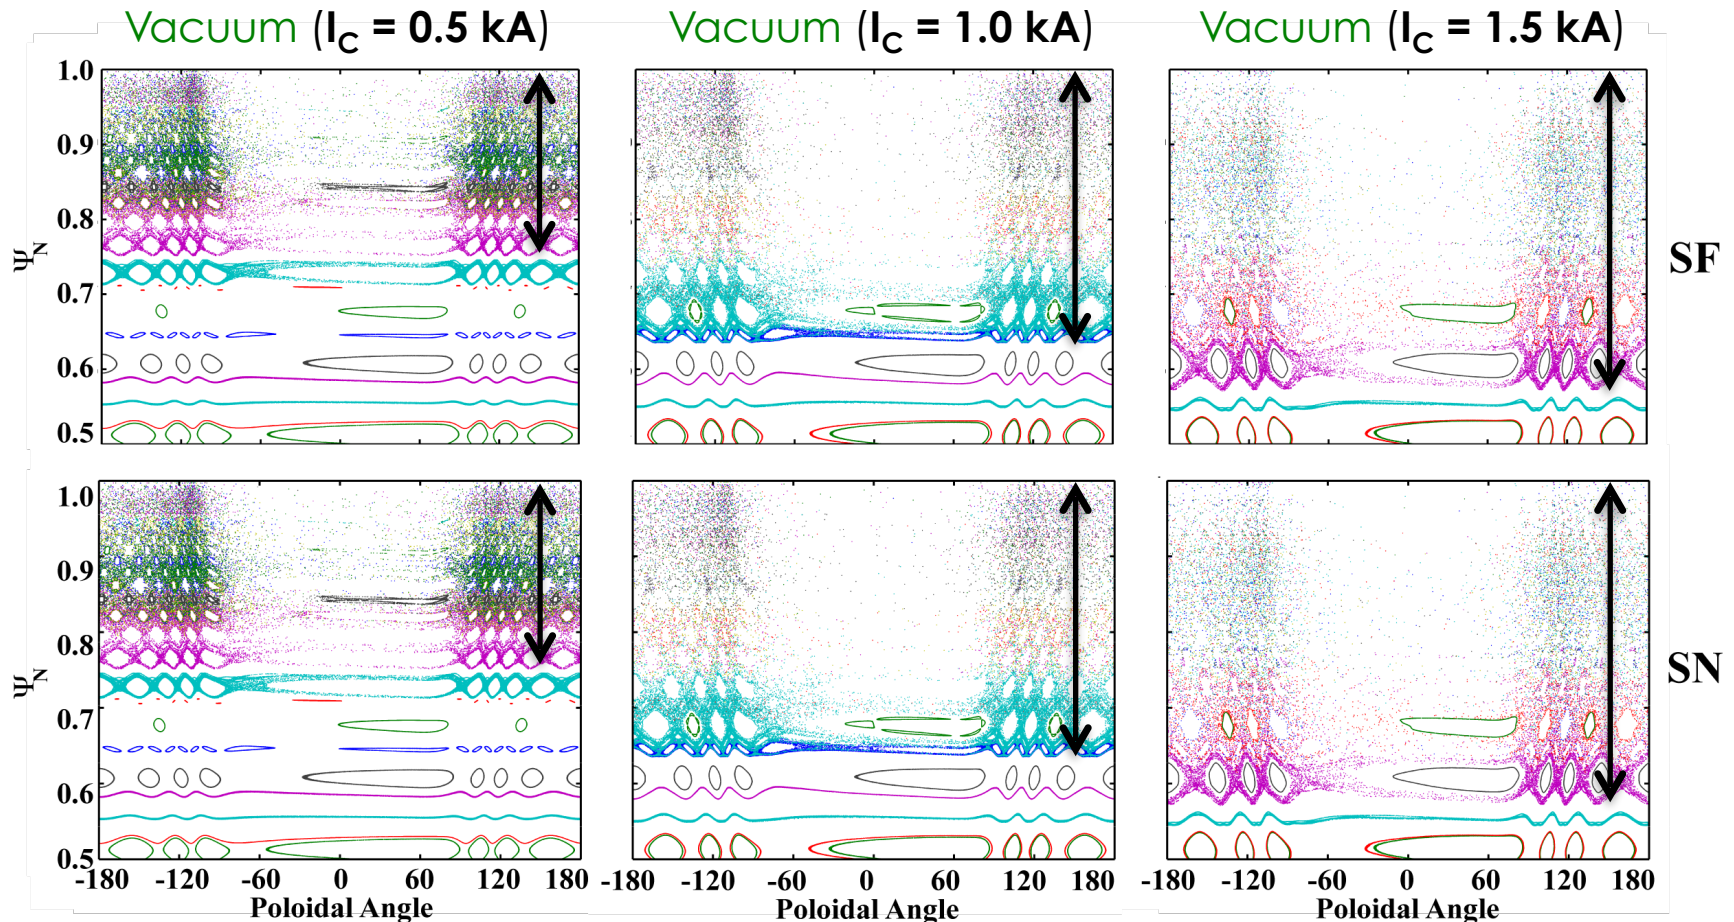 Vacuum (I_C = 0.5 kA) Vacuum (I_C = 1.0 kA) Vacuum (I_C = 1.5 kA)
1.0
0.9
0.8
Ψ_N
SF
0.7
0.6
0.5
1.0
0.9
0.8
Ψ_N
SN
0.7
0.6
0.5
-180 -120 -60 0 60 120 180 -180 -120 -60 0 60 120 180 -180 -120 -60 0 60 120 180
Poloidal Angle Poloidal Angle Poloidal Angle